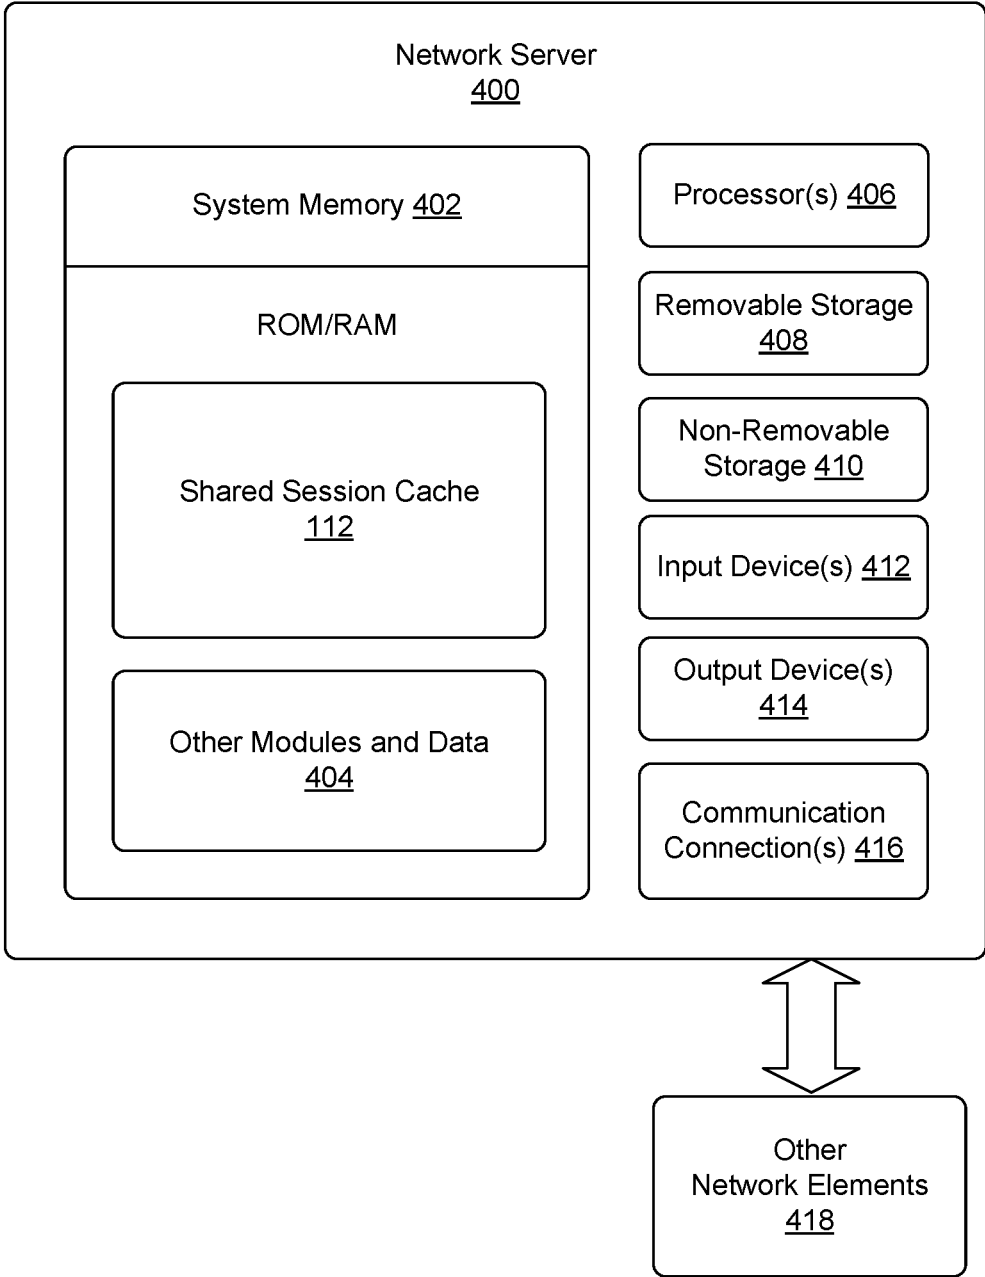 Network Server
400
System Memory 402
ROM/RAM
Shared Session Cache
112
Other Modules and Data
404
Processor(s) 406
Removable Storage
408
Non-Removable
Storage 410
Input Device(s) 412
Output Device(s)
414
Communication
Connection(s) 416
Other
Network Elements
418